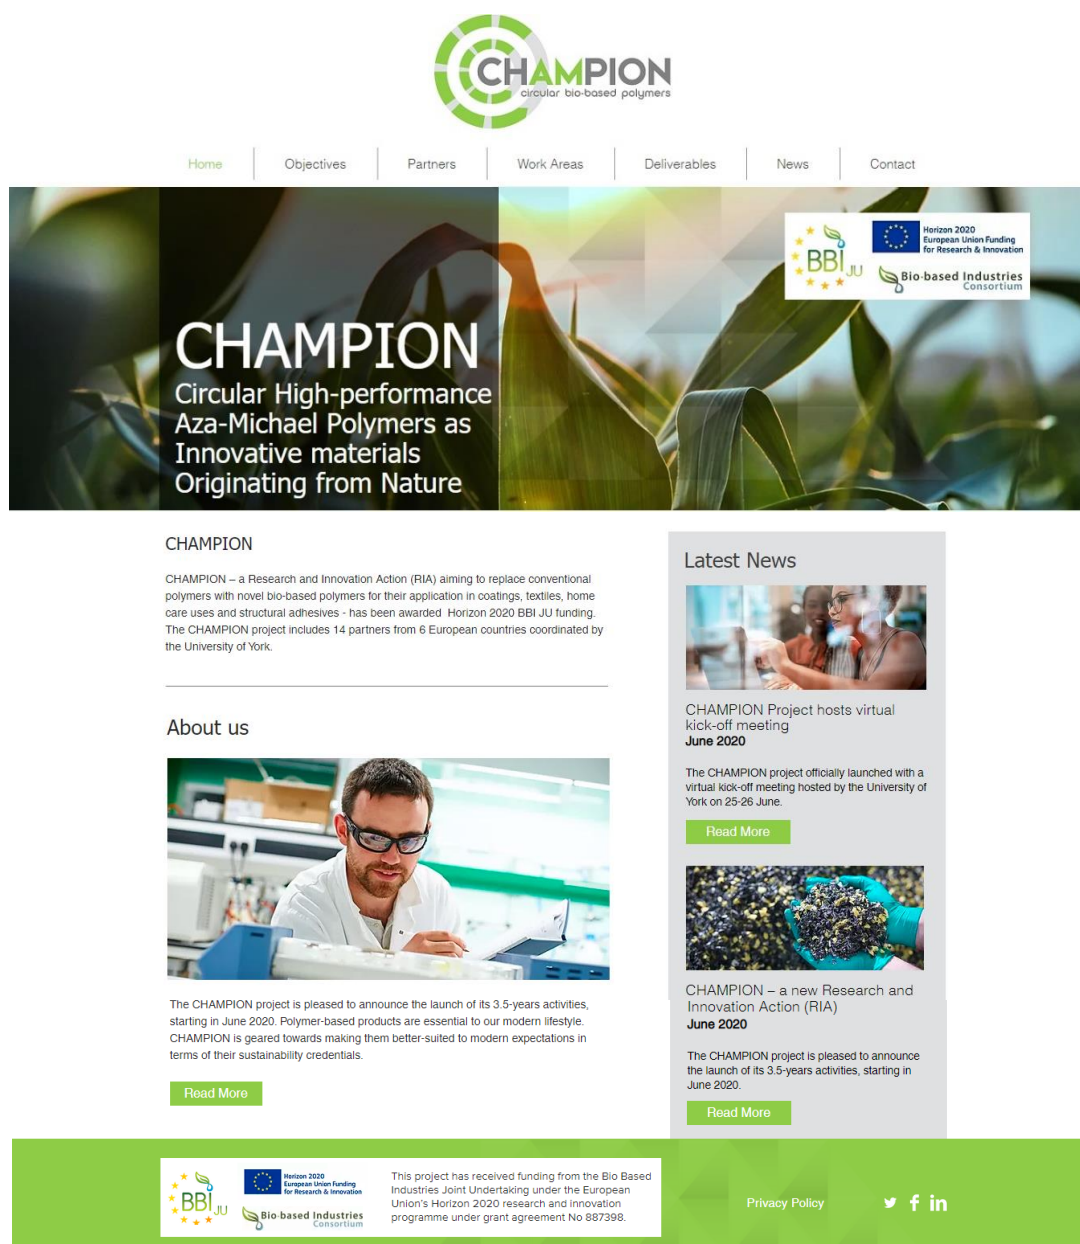 CHAMPION
circular bio-based polymers
Home
Objectives
Partners
Work Areas
Deliverables
News
Contact
BBI JU
Horizon 2020
European Union Funding
for Research & Innovation
Bio-based Industries
Consortium
CHAMPION
Circular High-performance
Aza-Michael Polymers as
Innovative materials
Originating from Nature
CHAMPION
CHAMPION – a Research and Innovation Action (RIA) aiming to replace conventional
polymers with novel bio-based polymers for their application in coatings, textiles, home
care uses and structural adhesives - has been awarded  Horizon 2020 BBI JU funding.
The CHAMPION project includes 14 partners from 6 European countries coordinated by
the University of York.
About us
The CHAMPION project is pleased to announce the launch of its 3.5-years activities,
starting in June 2020. Polymer-based products are essential to our modern lifestyle.
CHAMPION is geared towards making them better-suited to modern expectations in
terms of their sustainability credentials.
Read More
Latest News
CHAMPION Project hosts virtual
kick-off meeting
June 2020
The CHAMPION project officially launched with a
virtual kick-off meeting hosted by the University of
York on 25-26 June.
Read More
CHAMPION – a new Research and
Innovation Action (RIA)
June 2020
The CHAMPION project is pleased to announce
the launch of its 3.5-years activities, starting in
June 2020.
Read More
BBI JU
Horizon 2020
European Union Funding
for Research & Innovation
Bio-based Industries
Consortium
This project has received funding from the Bio Based
Industries Joint Undertaking under the European
Union's Horizon 2020 research and innovation
programme under grant agreement No 887398.
Privacy Policy